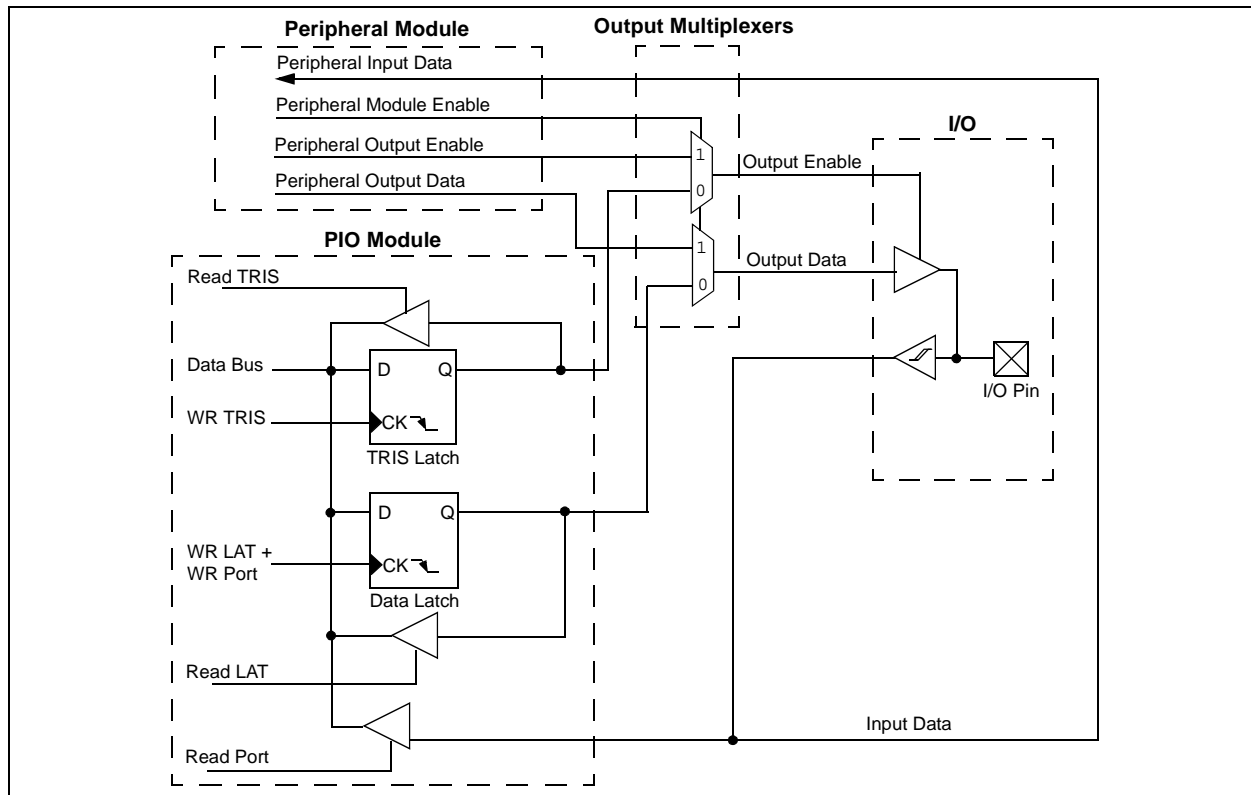 Peripheral Module
Output Multiplexers
Peripheral Input Data
Peripheral Module Enable
Peripheral Output Enable
Peripheral Output Data
1
0
1
0
Output Enable
Output Data
I/O
I/O Pin
PIO Module
Read TRIS
Data Bus
WR TRIS
D
Q
CK
TRIS Latch
D
Q
CK
Data Latch
WR LAT +
WR Port
Read LAT
Read Port
Input Data